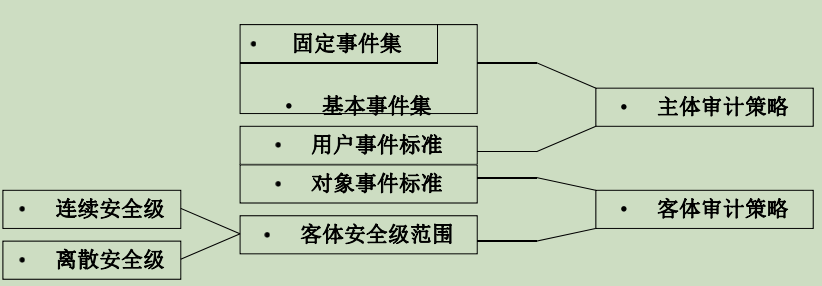 • 固定事件集
• 基本事件集
• 主体审计策略
• 用户事件标准
• 对象事件标准
• 连续安全级
• 客体审计策略
• 客体安全级范围
• 离散安全级